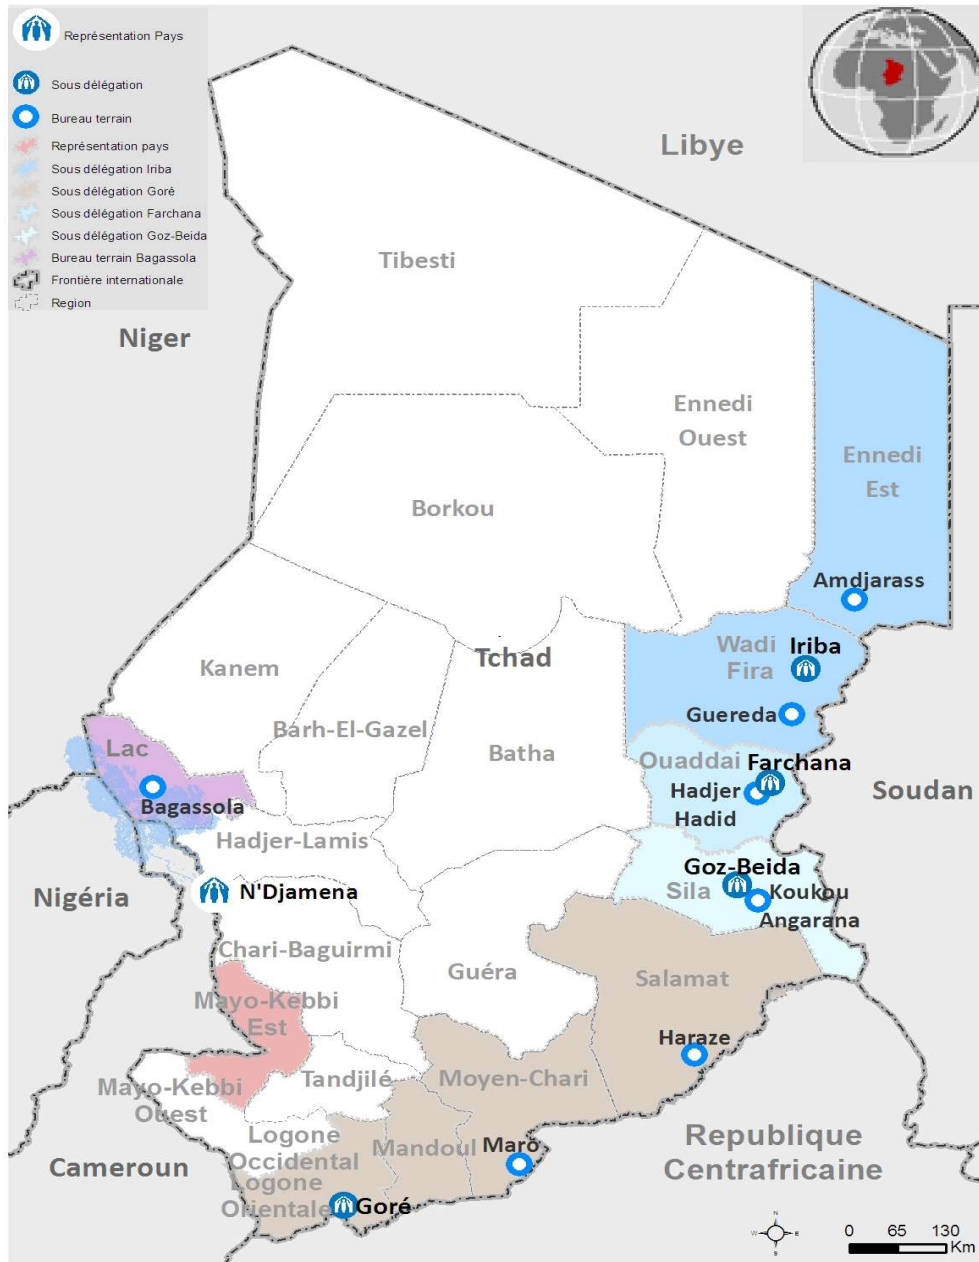 Représentation Pays
Sous délégation
Bureau terrain
Représentation pays
Sous délégation Iriba
Sous délégation Goré
Sous délégation Farchana
Sous délégation Goz-Beida
Bureau terrain Bagassola
Frontière internationale
Region
Libye
Tibesti
Niger
Ennedi
Ouest
Ennedi
Est
Borkou
Amdjarass
Wadi
Fira
Iriba
Tchad
Kanem
Guereda
Barh-El-Gazel
Batha
Lac
Ouaddai
Farchana
Bagassola
Hadjer
Hadid
Soudan
Hadjer-Lamis
Goz-Beida
Sila
Koukou
Angarana
Nigéria
N'Djamena
Chari-Baguirmi
Guéra
Salamat
Mayo-Kebbi
Est
Haraze
Tandjilé
Moyen-Chari
Mayo-Kebbi
Ouest
Logone
Occidental
Mandoul
Maro
Republique
Centrafricaine
Cameroun
Logone
Orientale
Goré
N
W E
S
0 65 130
Km